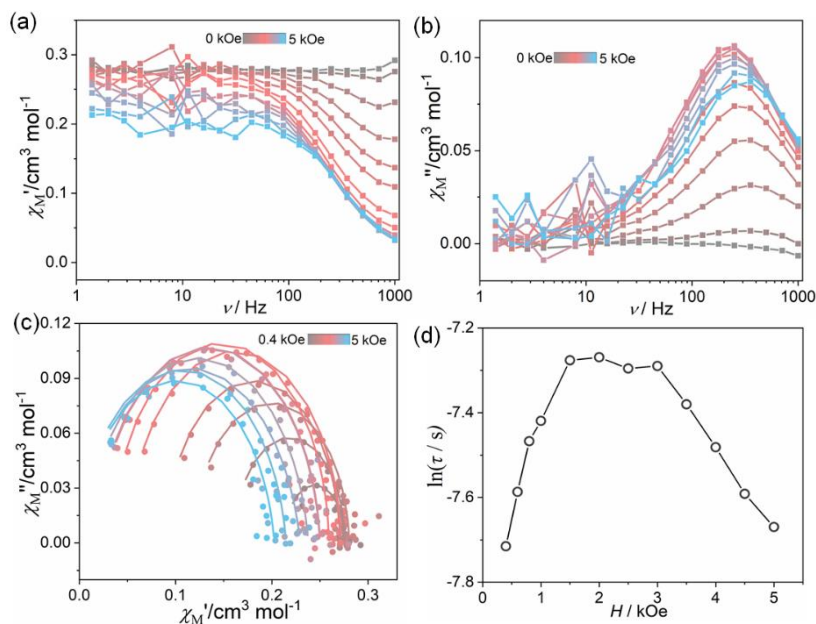 (a)
0.4
0.3
0.2
0.1
0.0
χM'/cm³ mol⁻¹
0 kOe 5 kOe
1 10 100 1000
ν / Hz
(b)
0.10
0.05
0.00
χM''/cm³ mol⁻¹
0 kOe 5 kOe
1 10 100 1000
ν / Hz
(c)
0.12
0.09
0.06
0.03
0.00
χM''/cm³ mol⁻¹
0.4 kOe 5 kOe
0.0 0.1 0.2 0.3
χM'/cm³ mol⁻¹
(d)
-7.2
-7.4
-7.6
-7.8
ln(τ / s)
0 1 2 3 4 5
H / kOe